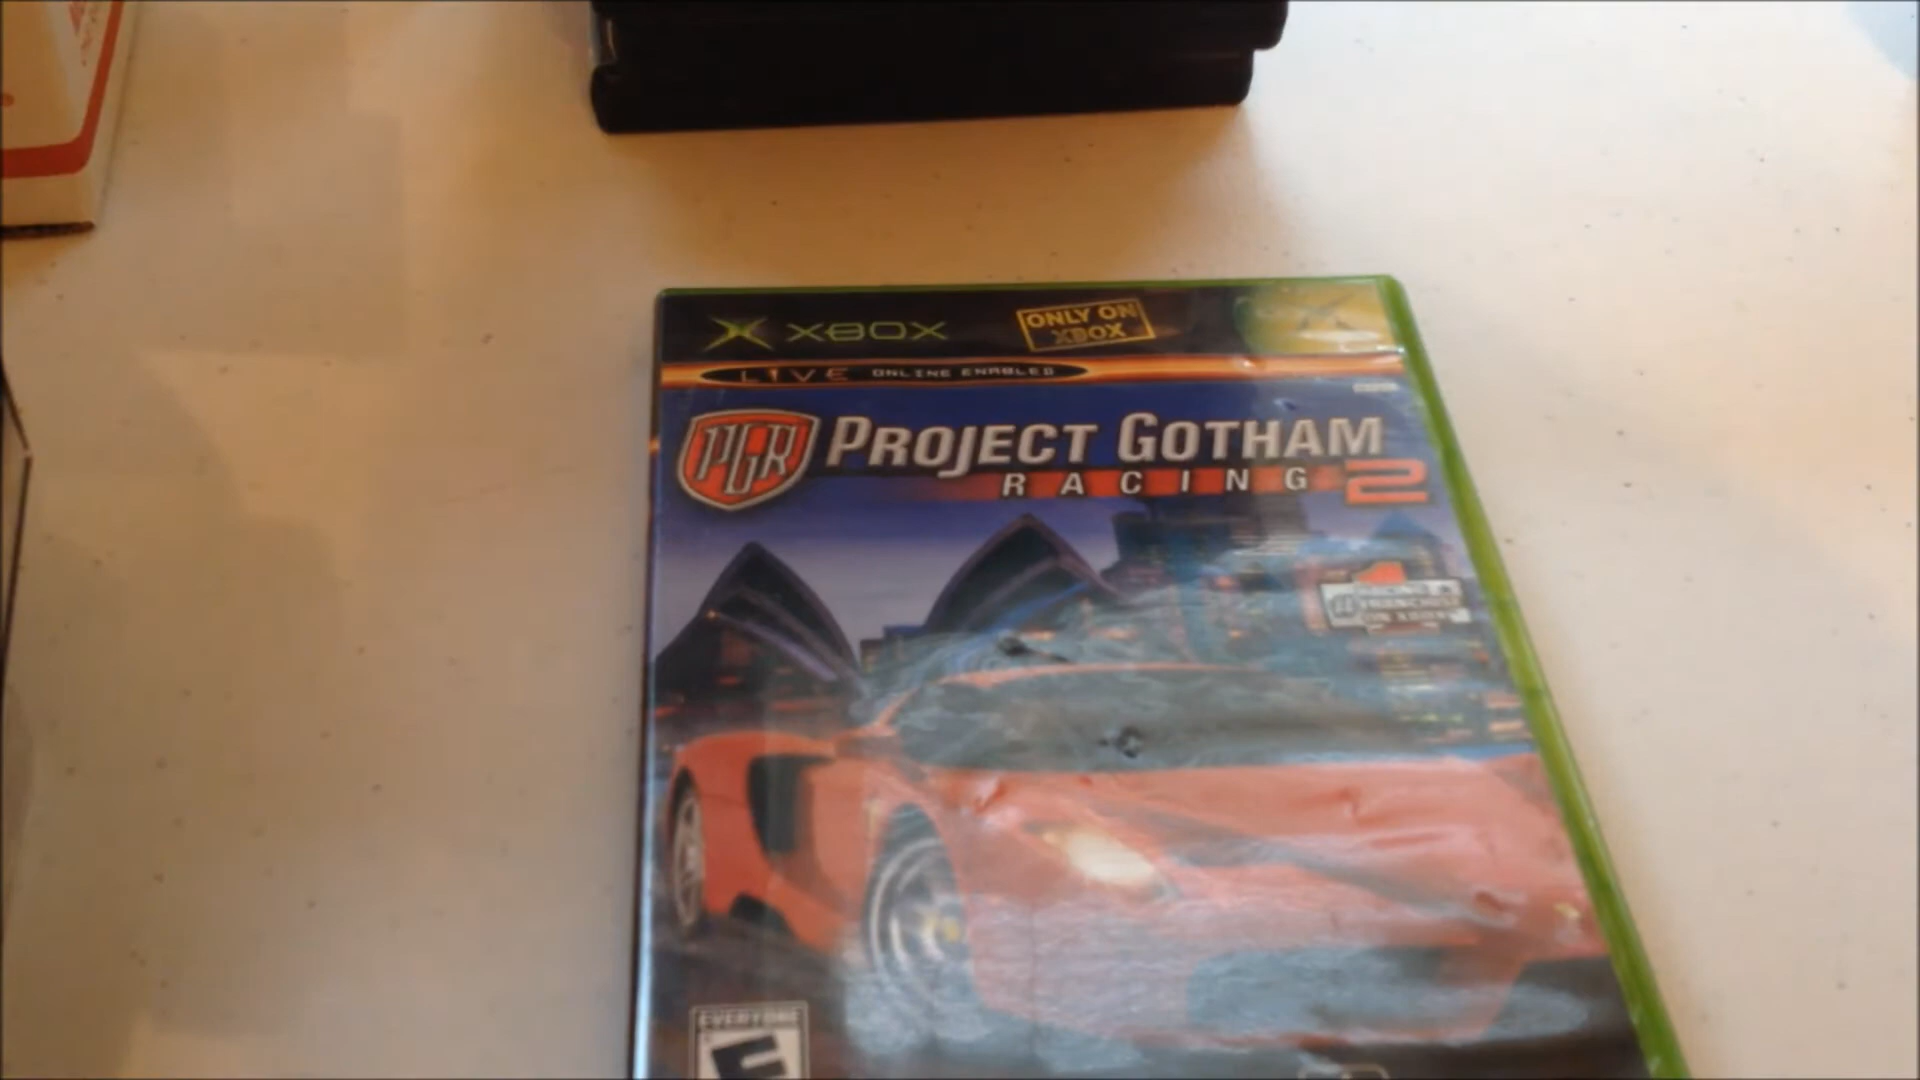 XBOX
ONLY ON
XBOX
LIVE ONLINE ENABLED
PGR
PROJECT GOTHAM
RACING 2
EVERYONE
E